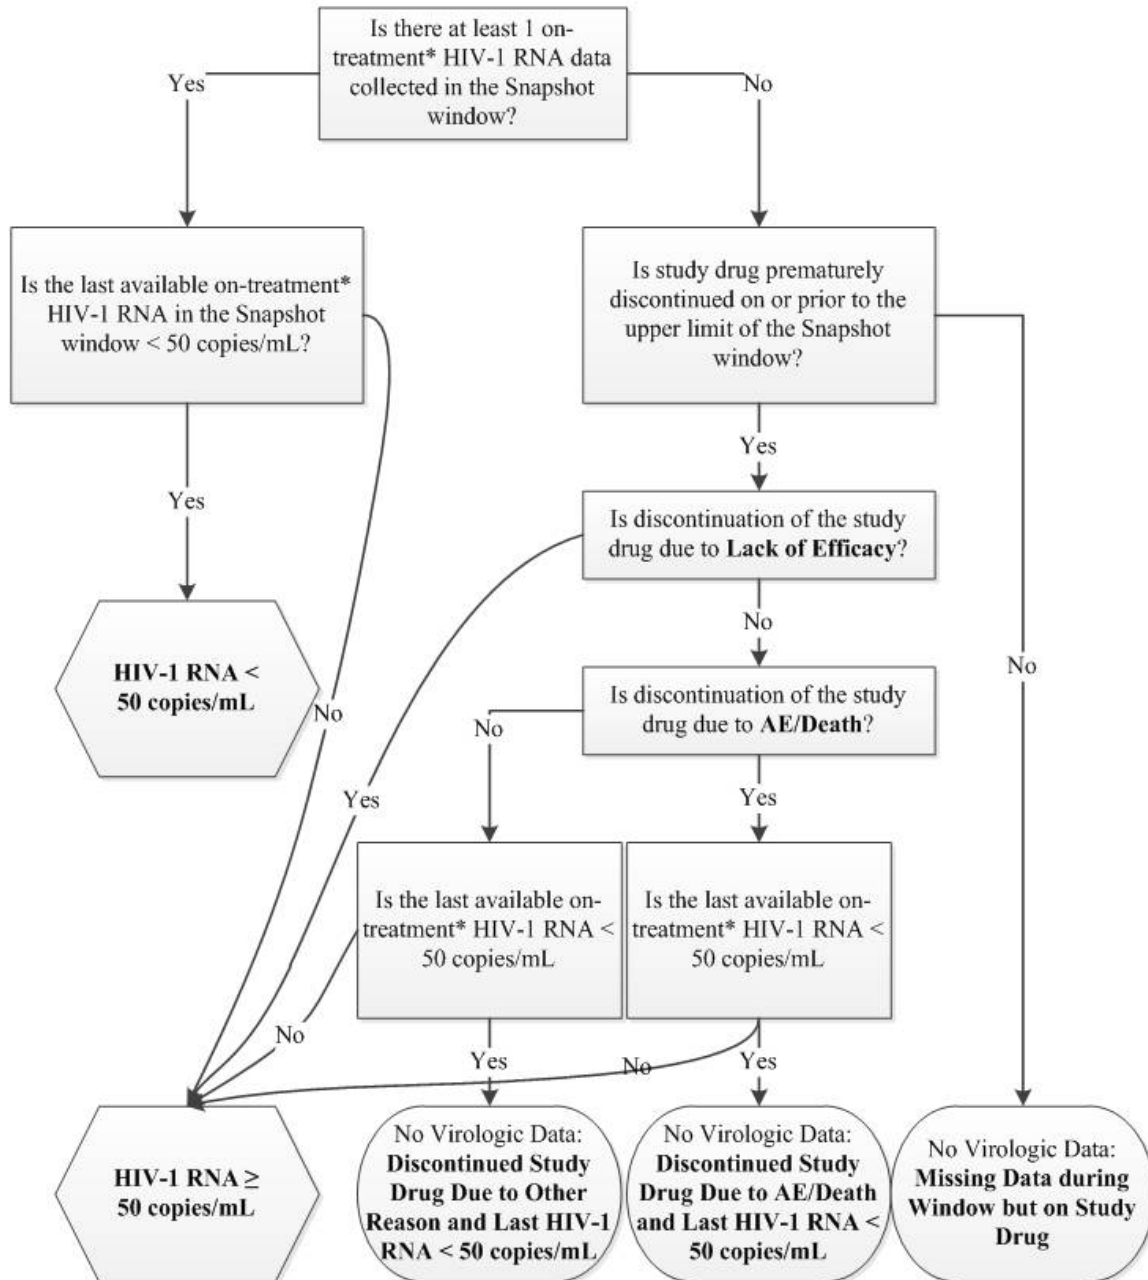 Is there at least 1 on-
treatment* HIV-1 RNA data
collected in the Snapshot
window?
Yes
No
Is the last available on-treatment*
HIV-1 RNA in the Snapshot
window < 50 copies/mL?
Is study drug prematurely
discontinued on or prior to the
upper limit of the Snapshot
window?
Yes
Yes
Is discontinuation of the study
drug due to Lack of Efficacy?
No
HIV-1 RNA <
50 copies/mL
No
No
Is discontinuation of the study
drug due to AE/Death?
No
Yes
Yes
Is the last available on-
treatment* HIV-1 RNA <
50 copies/mL
Is the last available on-
treatment* HIV-1 RNA <
50 copies/mL
No
Yes
No
Yes
HIV-1 RNA ≥
50 copies/mL
No Virologic Data:
Discontinued Study
Drug Due to Other
Reason and Last HIV-1
RNA < 50 copies/mL
No Virologic Data:
Discontinued Study
Drug Due to AE/Death
and Last HIV-1 RNA <
50 copies/mL
No Virologic Data:
Missing Data during
Window but on Study
Drug